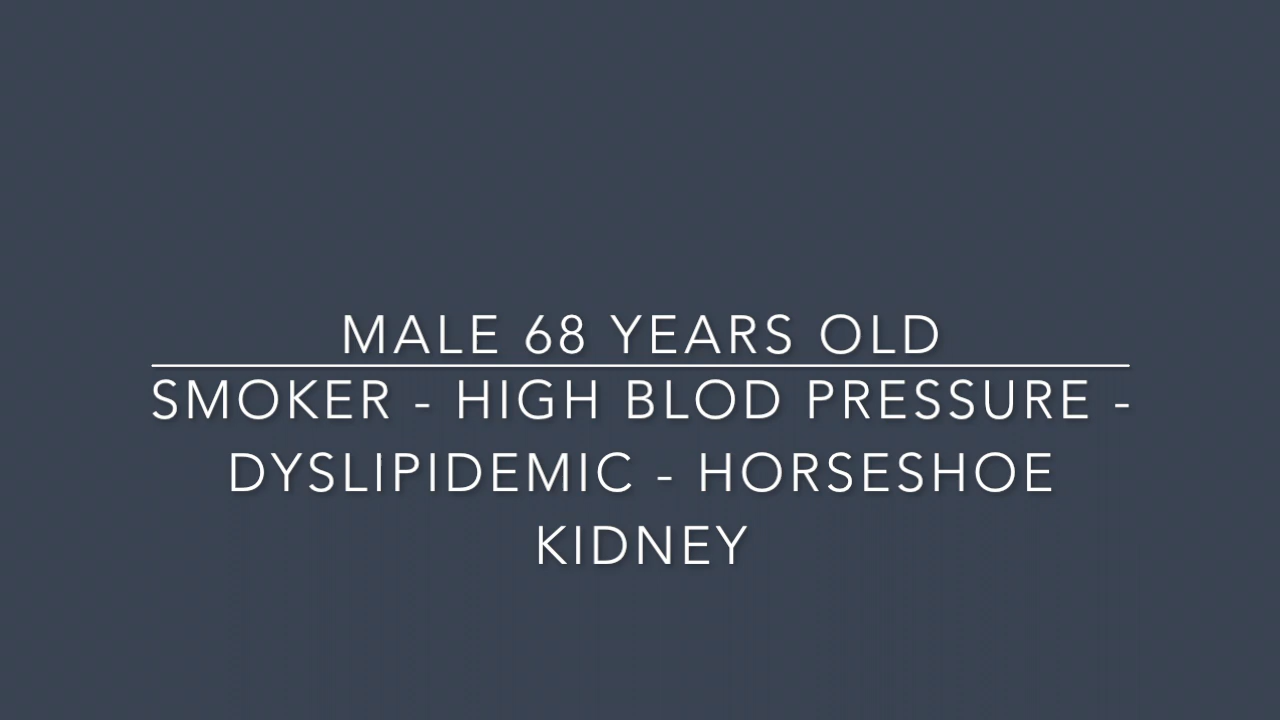 MALE 68 YEARS OLD
SMOKER - HIGH BLOD PRESSURE -
DYSLIPIDEMIC - HORSESHOE
KIDNEY